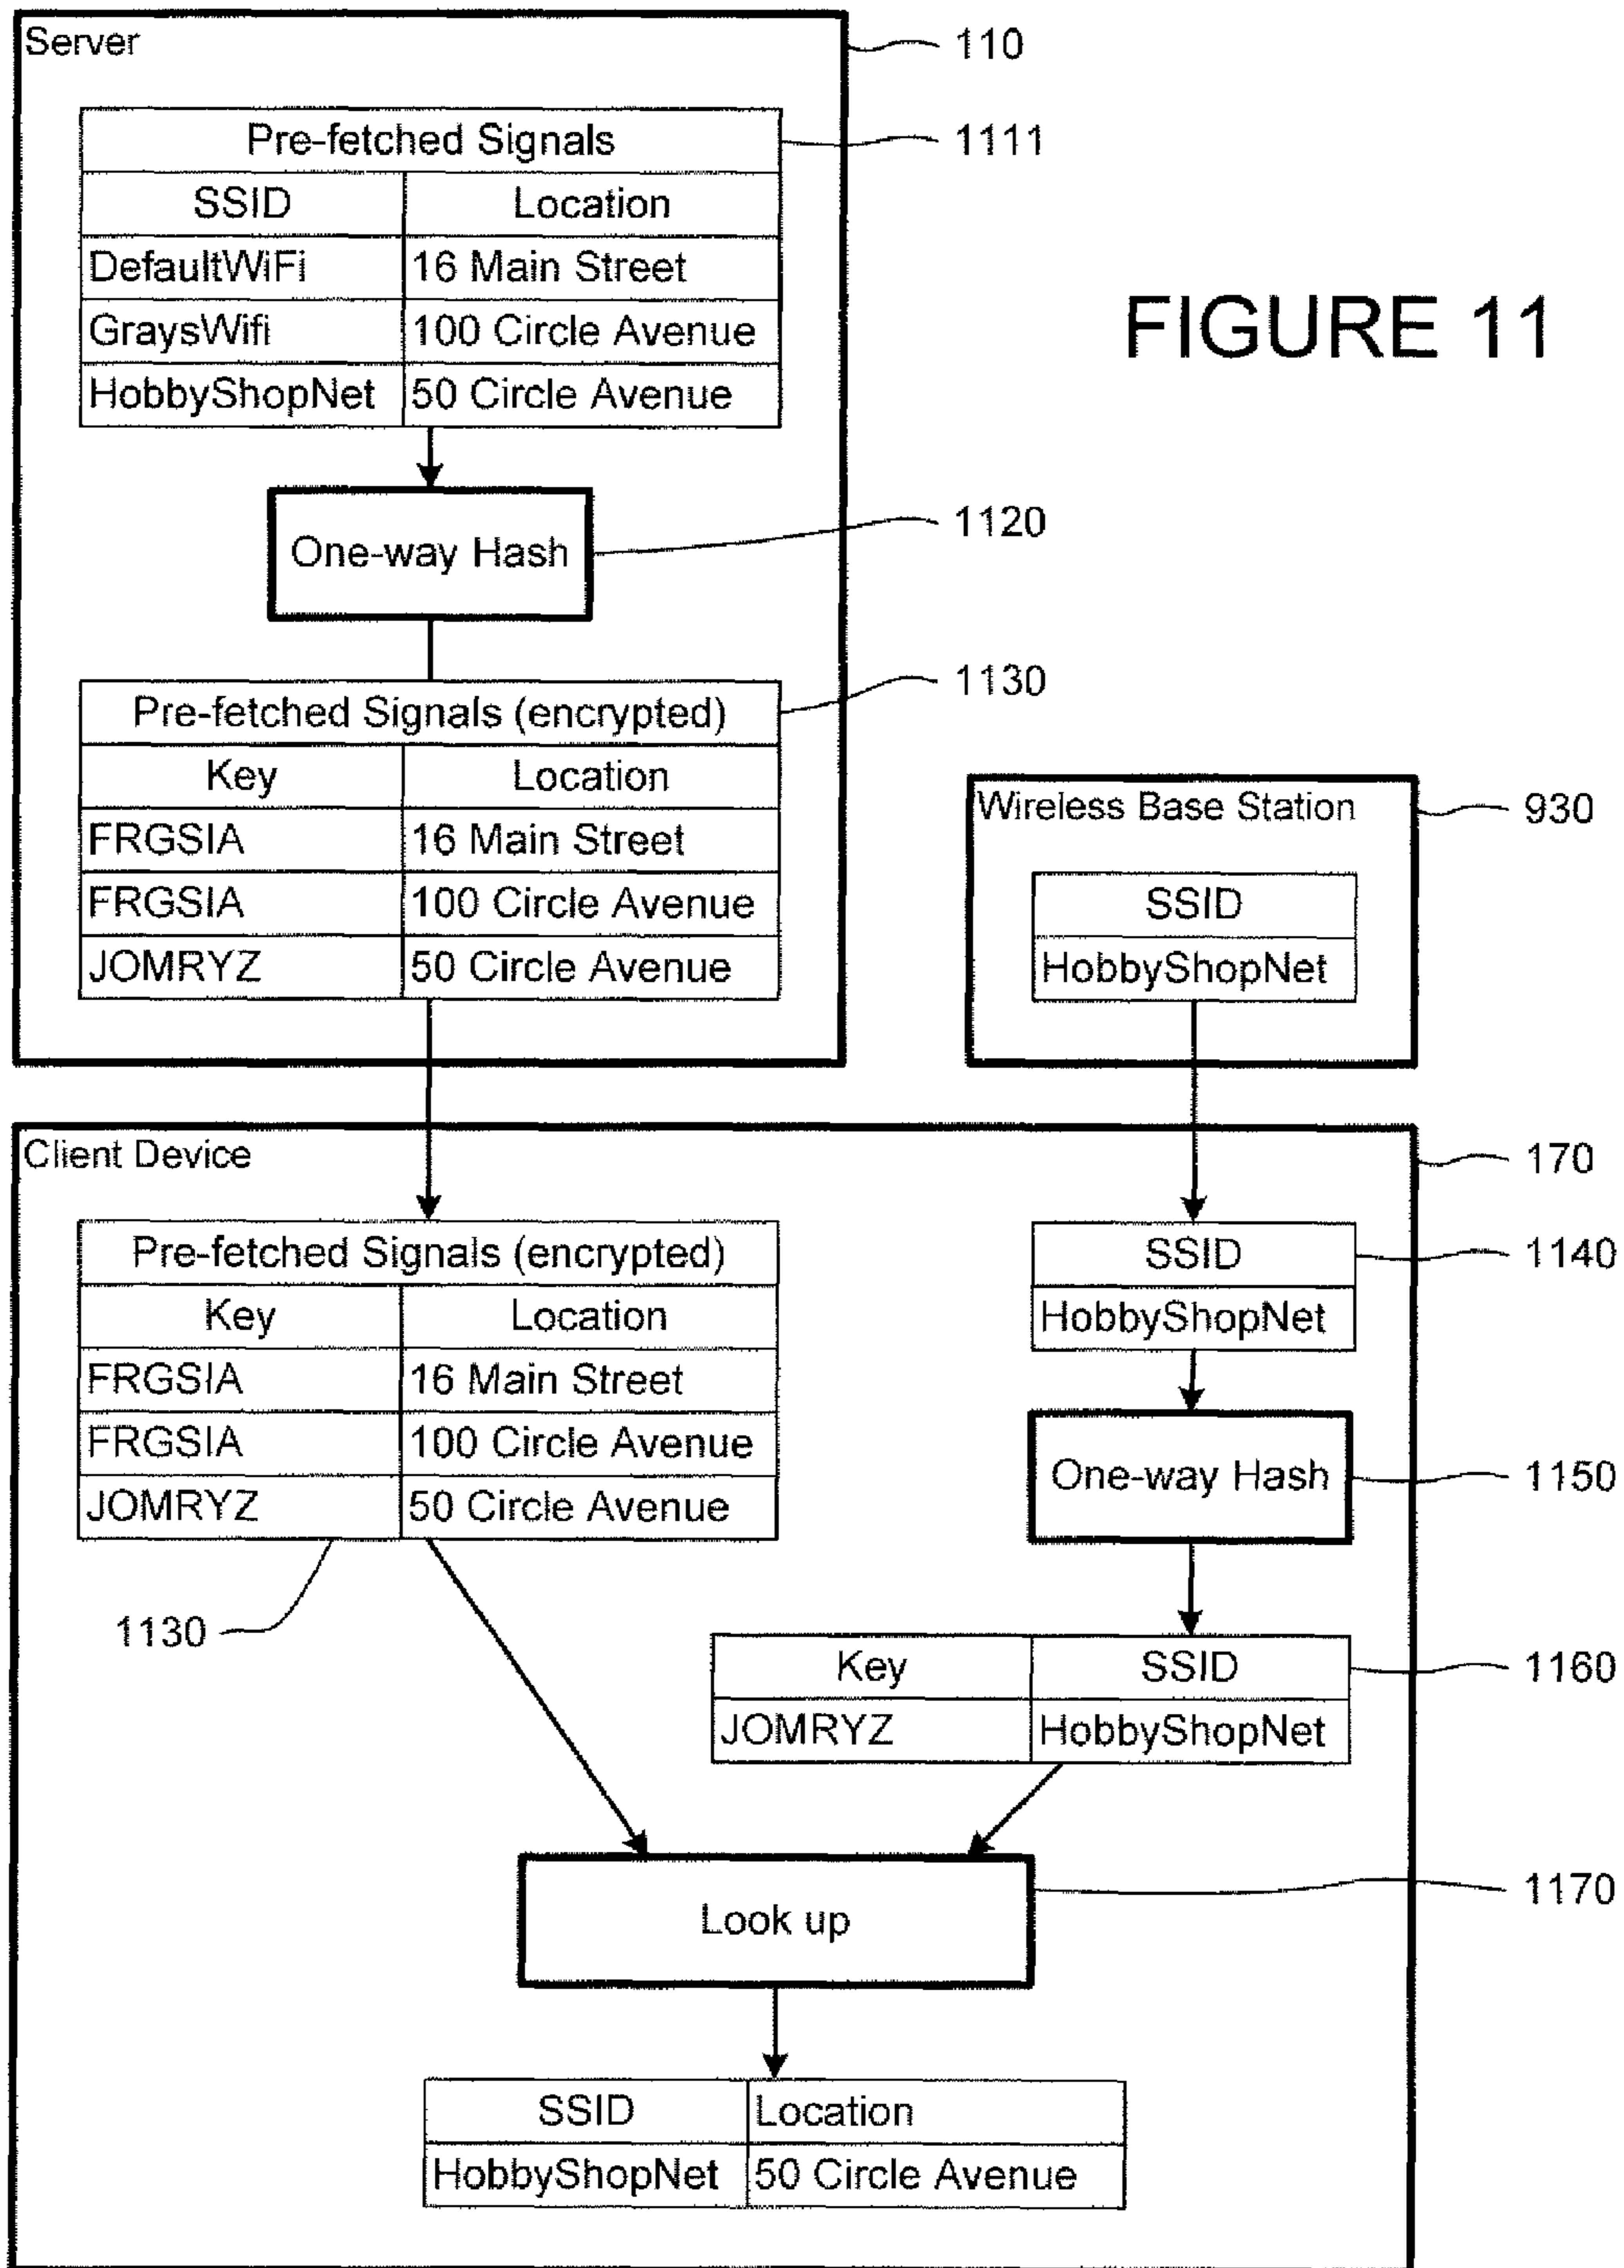 Server
110
Pre-fetched Signals
1111
SSID Location
DefaultWiFi 16 Main Street
GraysWifi 100 Circle Avenue
HobbyShopNet 50 Circle Avenue
FIGURE 11
One-way Hash
1120
Pre-fetched Signals (encrypted)
1130
Key Location
FRGSIA 16 Main Street
FRGSIA 100 Circle Avenue
JOMRYZ 50 Circle Avenue
Wireless Base Station
930
SSID
HobbyShopNet
Client Device
170
Pre-fetched Signals (encrypted)
Key Location
FRGSIA 16 Main Street
FRGSIA 100 Circle Avenue
JOMRYZ 50 Circle Avenue
1130
SSID
1140
HobbyShopNet
One-way Hash
1150
Key SSID
1160
JOMRYZ HobbyShopNet
Look up
1170
SSID Location
HobbyShopNet 50 Circle Avenue